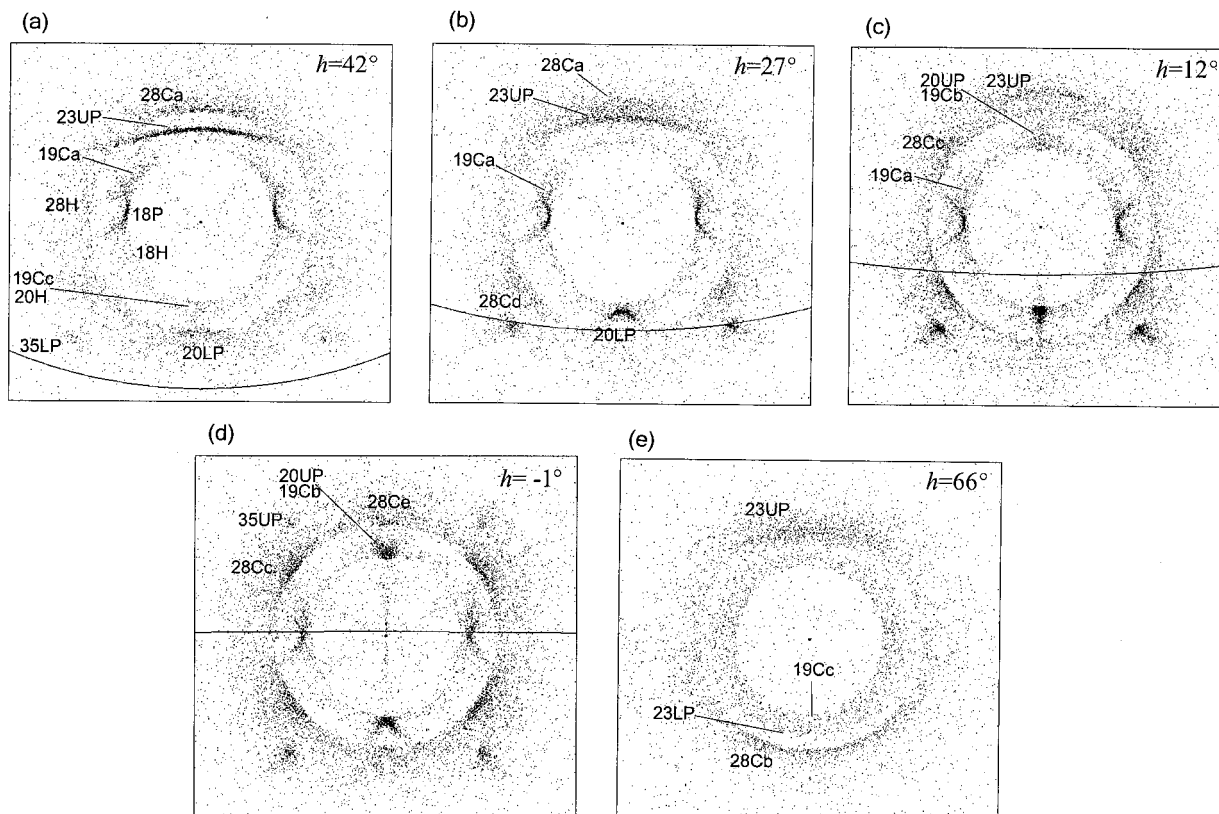 (a)
h=42°
28Ca
23UP
19Ca
28H
18P
18H
19Cc
20H
35LP
20LP
(b)
h=27°
28Ca
23UP
19Ca
28Cd
20LP
(c)
h=12°
20UP
19Cb
23UP
28Cc
19Ca
(d)
h= -1°
20UP
19Cb
28Ce
35UP
28Cc
(e)
h=66°
23UP
19Cc
23LP
28Cb